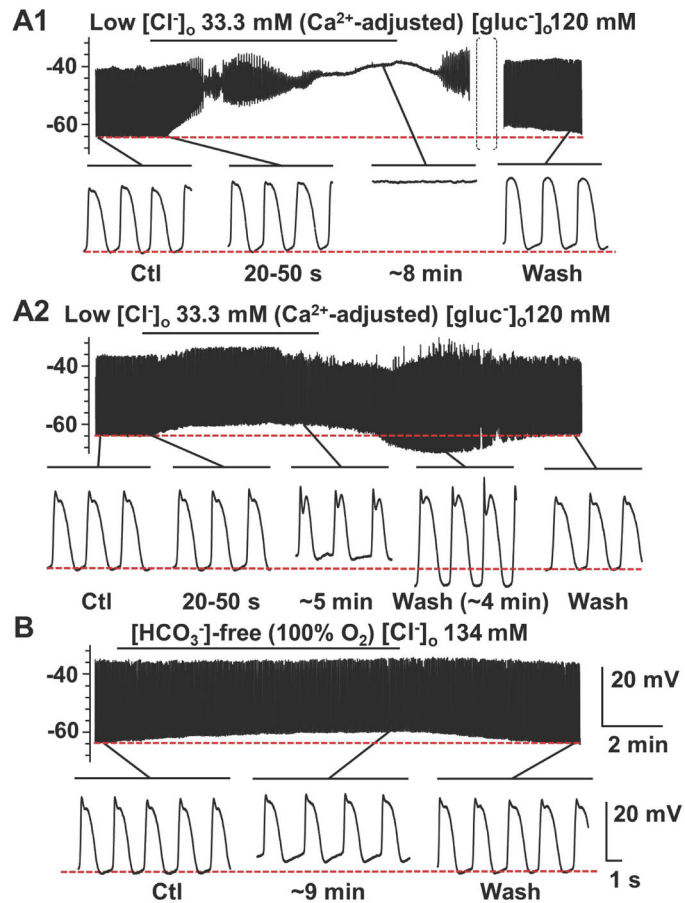 A1 Low [Cl⁻]ₒ 33.3 mM (Ca²⁺-adjusted) [gluc⁻]ₒ120 mM
-40
-60
Ctl 20-50 s ~8 min Wash
A2 Low [Cl⁻]ₒ 33.3 mM (Ca²⁺-adjusted) [gluc⁻]ₒ120 mM
-40
-60
Ctl 20-50 s ~5 min Wash (~4 min) Wash
B [HCO₃⁻]-free (100% O₂) [Cl⁻]ₒ 134 mM
-40
20 mV
-60
2 min
20 mV
1 s
Ctl ~9 min Wash